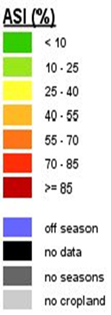 ASI (%)
< 10
10 - 25
25 - 40
40 - 55
55 - 70
70 - 85
>= 85
off season
no data
no seasons
no cropland